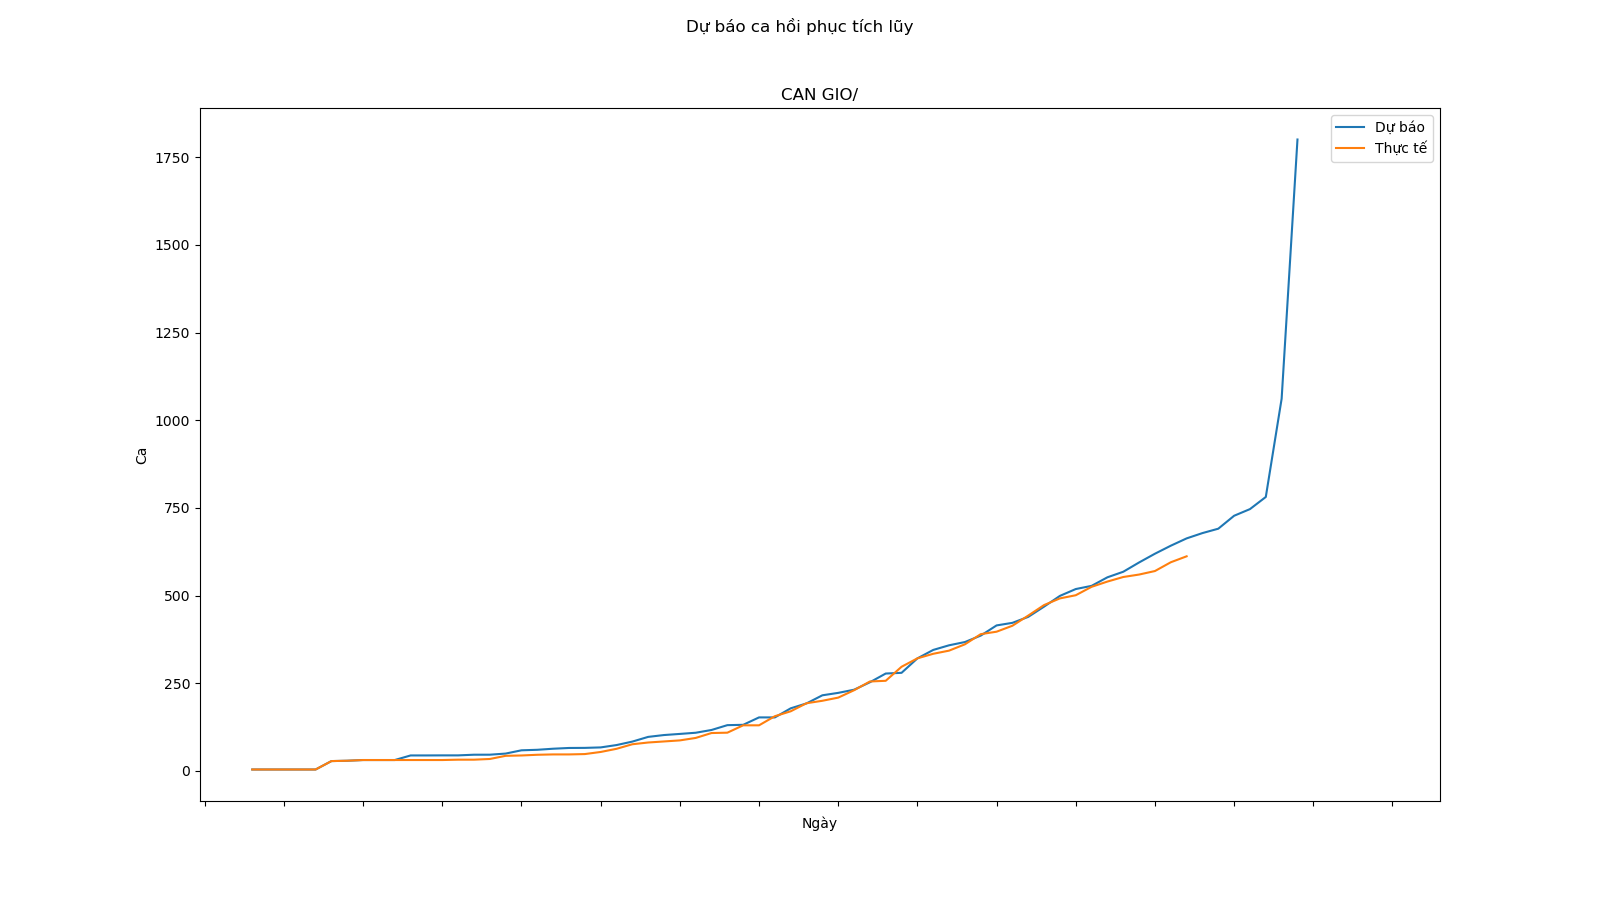 Dự báo ca hồi phục tích lũy
CAN GIO/
Dự báo
Thực tế
1750
1500
1250
1000
750
500
250
0
Ca
Ngày